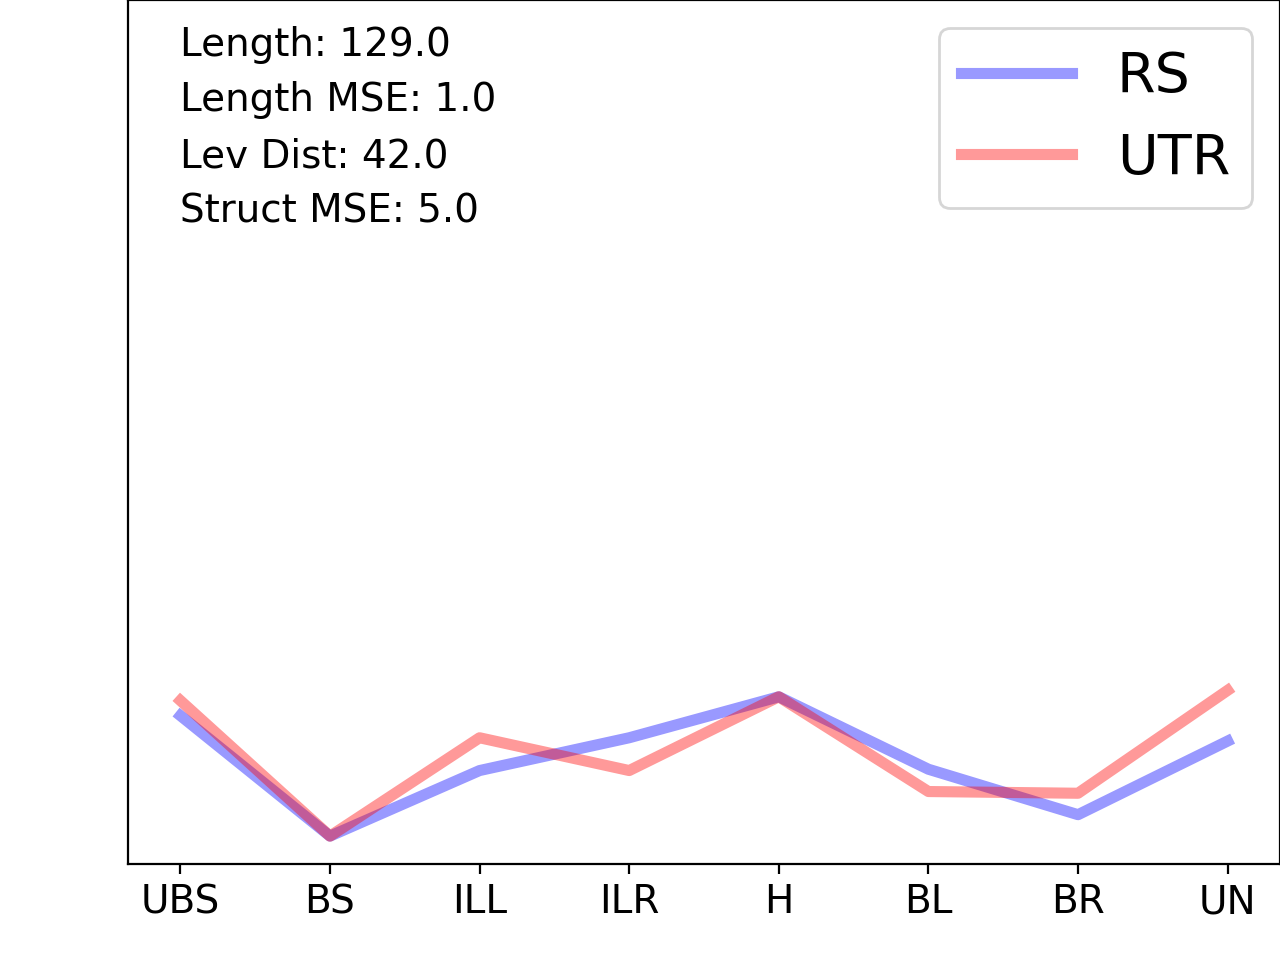 Length: 129.0
Length MSE: 1.0
Lev Dist: 42.0
Struct MSE: 5.0
RS
UTR
UBS BS ILL ILR H BL BR UN